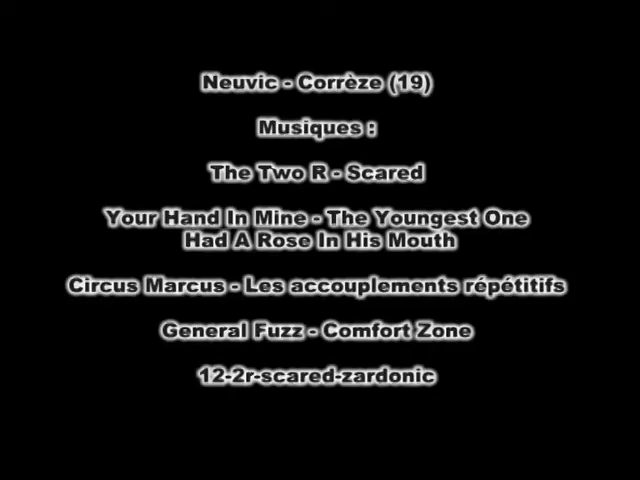 Neuvic - Corrèze (19)
Musiques :
The Two R - Scared
Your Hand In Mine - The Youngest One
Had A Rose In His Mouth
Circus Marcus - Les accouplements répétitifs
General Fuzz - Comfort Zone
12-2r-scared-zardonic